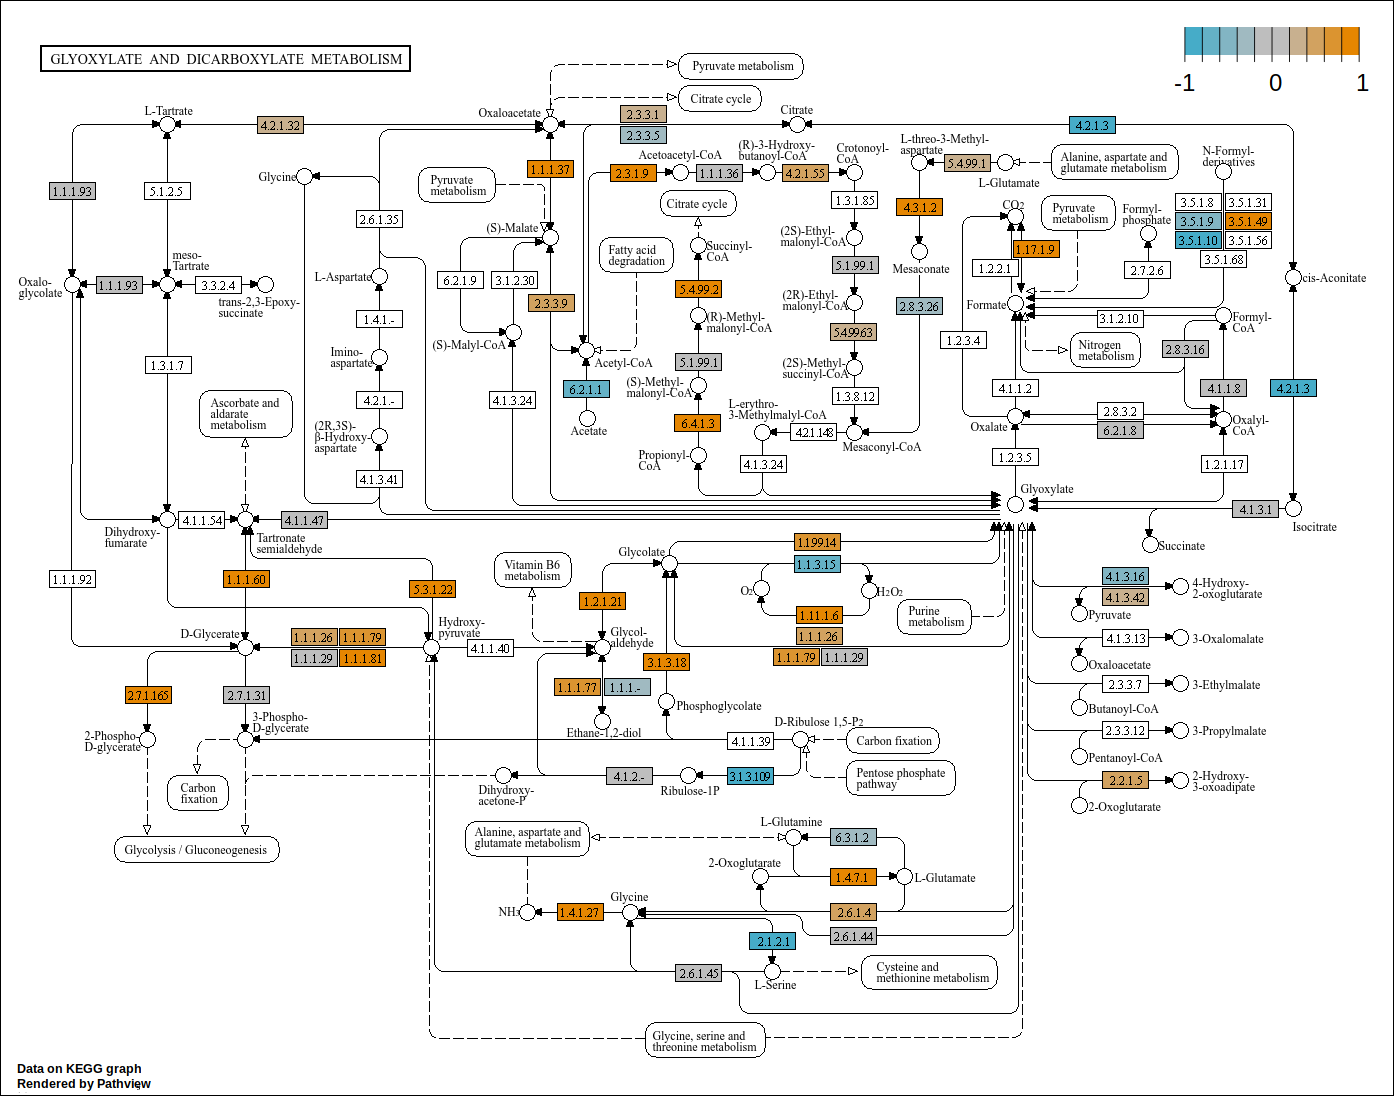 GLYOXYLATE AND DICARBOXYLATE METABOLISM
-1
0
1
Pyruvate metabolism
Citrate cycle
L-Tartrate
4.2.1.32
Oxaloacetate
2.3.3.1
2.3.3.5
Citrate
4.2.1.3
1.1.1.93
5.1.2.5
Glycine
2.6.1.35
Pyruvate
metabolism
1.1.1.37
2.3.1.9
Acetoacetyl-CoA
1.1.1.36
(R)-3-Hydroxy-
butanoyl-CoA
4.2.1.55
Crotonoyl-
CoA
1.3.1.85
L-threo-3-Methyl-
aspartate
5.4.99.1
L-Glutamate
Alanine, aspartate and
glutamate metabolism
N-Formyl-
derivatives
3.5.1.8
3.5.1.31
3.5.1.9
3.5.1.49
3.5.1.10
3.5.1.56
3.5.1.68
Citrate cycle
4.3.1.2
CO2
Pyruvate
metabolism
Formyl-
phosphate
(S)-Malate
Fatty acid
degradation
Succinyl-
CoA
(2S)-Ethyl-
malonyl-CoA
Mesaconate
1.17.1.9
1.2.2.1
2.7.2.6
Oxalo-
glycolate
1.1.1.93
meso-
Tartrate
3.3.2.4
trans-2,3-Epoxy-
succinate
L-Aspartate
6.2.1.9
3.1.2.30
2.3.3.9
5.4.99.2
5.1.99.1
(2R)-Ethyl-
malonyl-CoA
2.8.3.26
Formate
cis-Aconitate
1.4.1.-
(S)-Malyl-CoA
(R)-Methyl-
malonyl-CoA
5.4.99.63
3.1.2.10
Formyl-
CoA
1.2.3.4
Nitrogen
metabolism
2.8.3.16
1.3.1.7
Imino-
aspartate
Acetyl-CoA
5.1.99.1
(2S)-Methyl-
succinyl-CoA
6.2.1.1
(S)-Methyl-
malonyl-CoA
1.3.8.12
4.1.1.2
4.1.1.8
4.2.1.3
Ascorbate and
aldarate
metabolism
4.2.1.-
4.1.3.24
Acetate
6.4.1.3
L-erythro-
3-Methylmalyl-CoA
4.2.1.148
Mesaconyl-CoA
2.8.3.2
6.2.1.8
Oxalate
Oxalyl-
CoA
(2R,3S)-
β-Hydroxy-
aspartate
4.1.3.41
Propionyl-
CoA
4.1.3.24
1.2.3.5
1.2.1.17
Glyoxylate
4.1.3.1
Isocitrate
Dihydroxy-
fumarate
4.1.1.54
4.1.1.47
Tartronate
semialdehyde
Succinate
1.1.1.92
1.1.1.60
5.3.1.22
Vitamin B6
metabolism
Glycolate
1.1.99.14
1.1.3.15
O2
H2O2
1.11.1.6
1.2.1.21
Purine
metabolism
4.1.3.16
4.1.3.42
4-Hydroxy-
2-oxoglutarate
Pyruvate
D-Glycerate
1.1.1.26
1.1.1.79
1.1.1.29
1.1.1.81
Hydroxy-
pyruvate
4.1.1.40
Glycol-
aldehyde
1.1.1.26
1.1.1.79
1.1.1.29
4.1.3.13
3-Oxalomalate
Oxaloacetate
3.1.3.18
2.7.1.165
2.7.1.31
1.1.1.77
1.1.1.-
Phosphoglycolate
2.3.3.7
3-Ethylmalate
Butanoyl-CoA
2-Phospho-
D-glycerate
3-Phospho-
D-glycerate
Ethane-1,2-diol
D-Ribulose 1,5-P2
4.1.1.39
Carbon fixation
2.3.3.12
3-Propylmalate
Pentanoyl-CoA
Carbon
fixation
Dihydroxy-
acetone-P
4.1.2.-
Ribulose-1P
3.1.3.109
Pentose phosphate
pathway
2.2.1.5
2-Hydroxy-
3-oxoadipate
2-Oxoglutarate
Glycolysis / Gluconeogenesis
Alanine, aspartate and
glutamate metabolism
L-Glutamine
6.3.1.2
2-Oxoglutarate
1.4.7.1
L-Glutamate
NH3
1.4.1.27
Glycine
2.6.1.4
2.6.1.44
2.1.2.1
2.6.1.45
L-Serine
Cysteine and
methionine metabolism
Glycine, serine and
threonine metabolism
Data on KEGG graph
Rendered by Pathview